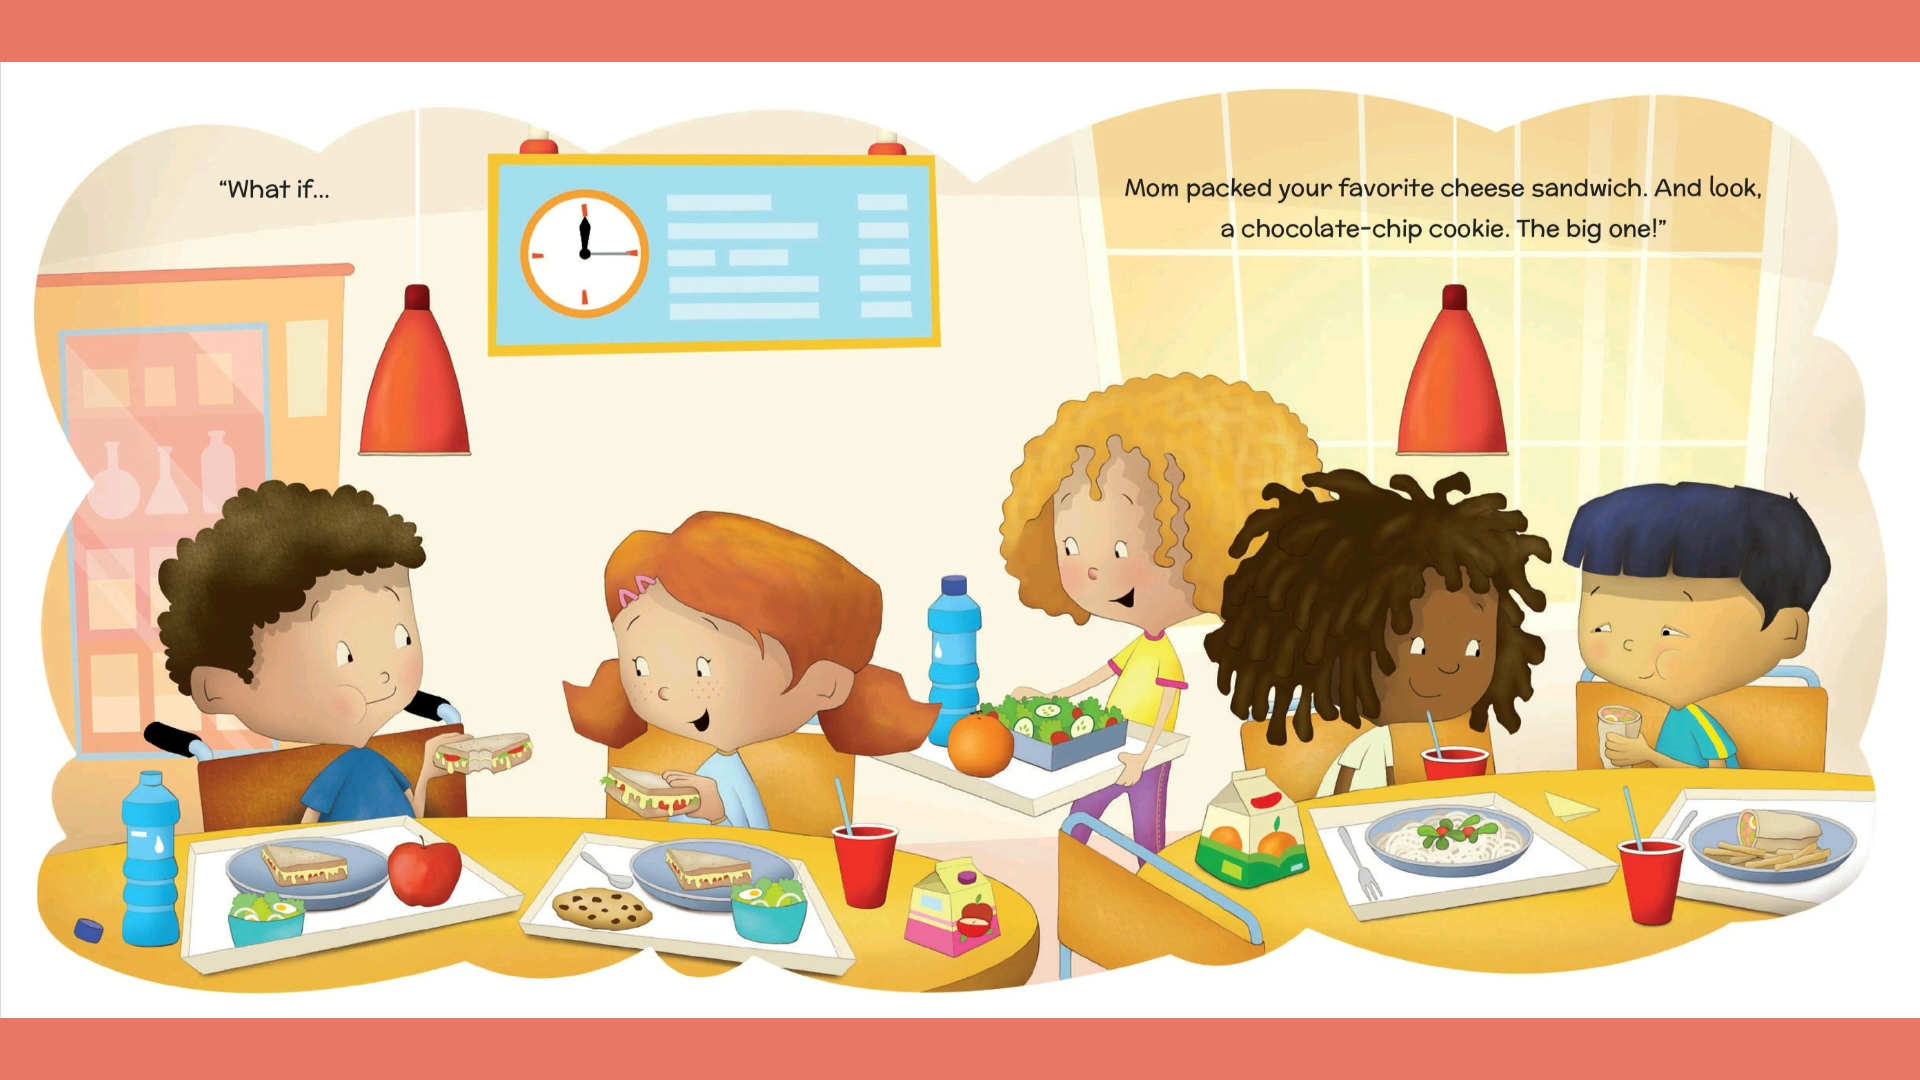 “What if...
Mom packed your favorite cheese sandwich. And look,
a chocolate-chip cookie. The big one!”